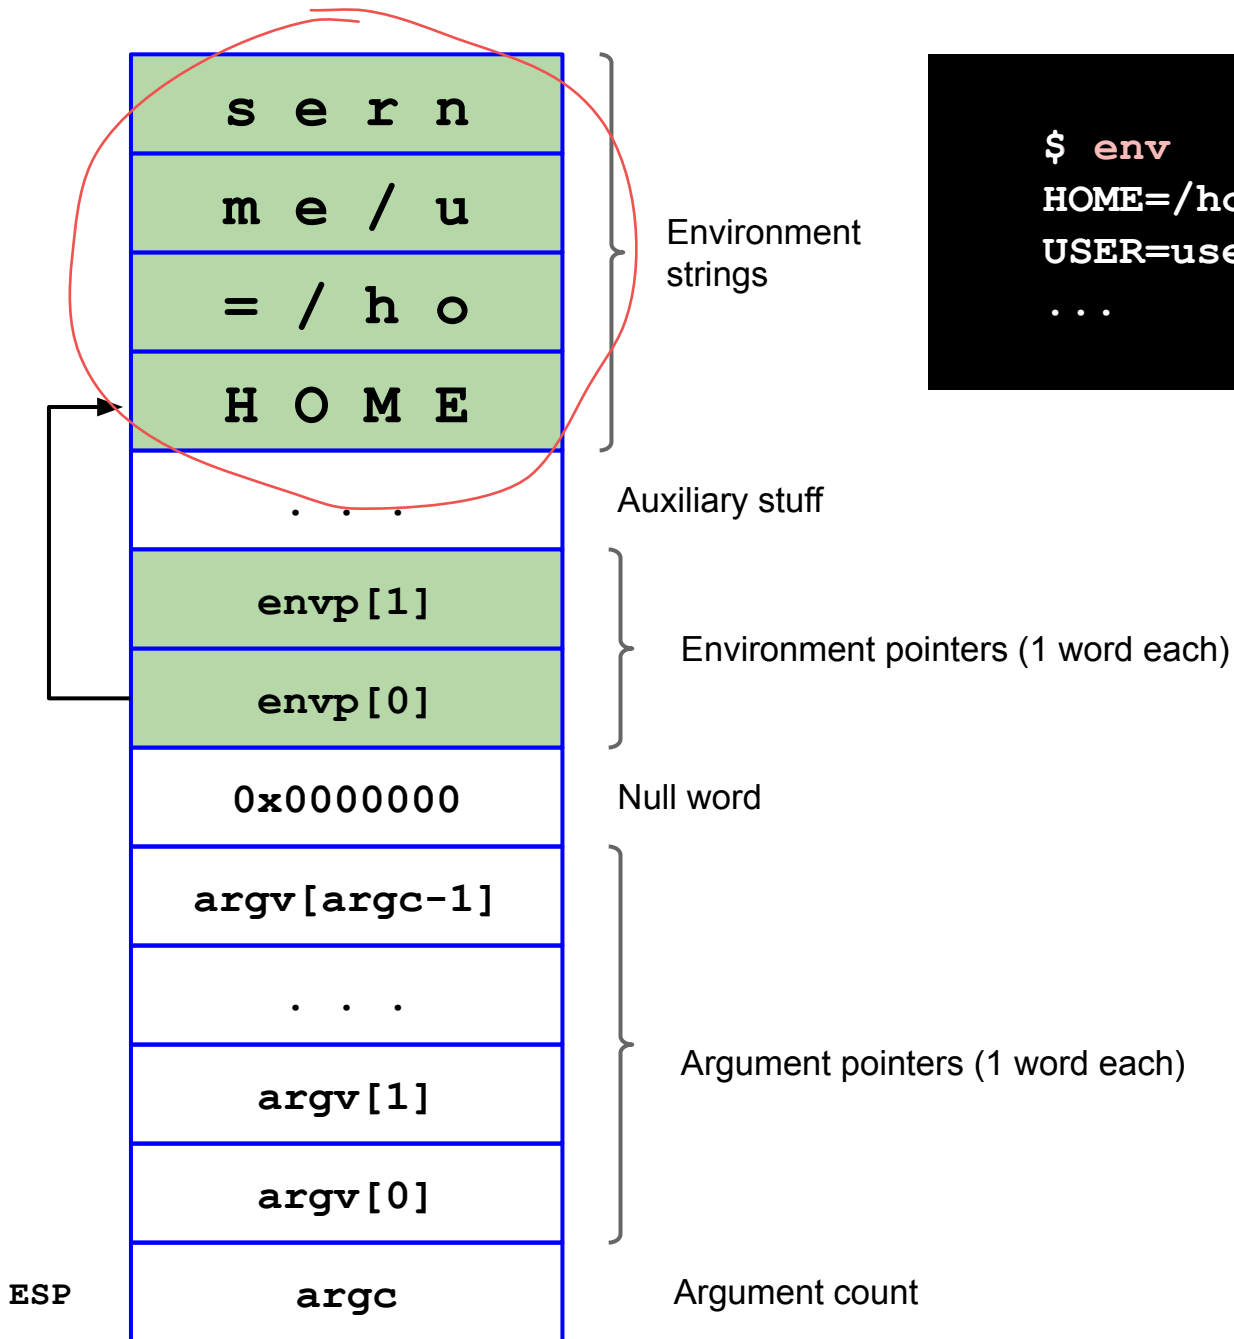 s e r n
m e / u
= / h o
H O M E
. . .
envp[1]
envp[0]
0x0000000
argv[argc-1]
. . .
argv[1]
argv[0]
ESP
argc
Environment
strings
Auxiliary stuff
Environment pointers (1 word each)
Null word
Argument pointers (1 word each)
Argument count
$ env
HOME=/ho
USER=use
...